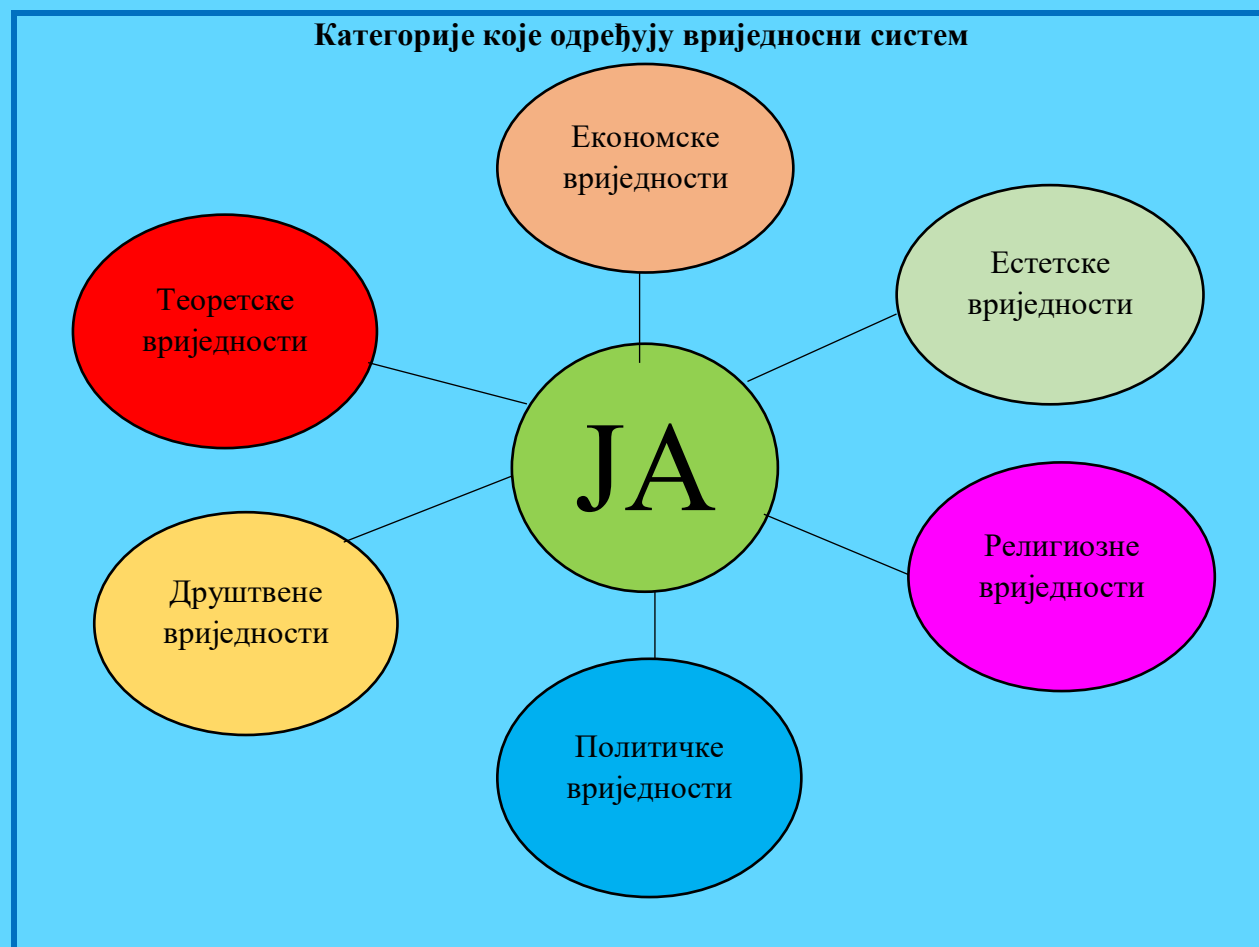 Категорије које одређују вриједносни систем
Економске
вриједности
Естетске
вриједности
Теоретске
вриједности
ЈА
Религиозне
вриједности
Друштвене
вриједности
Политичке
вриједности